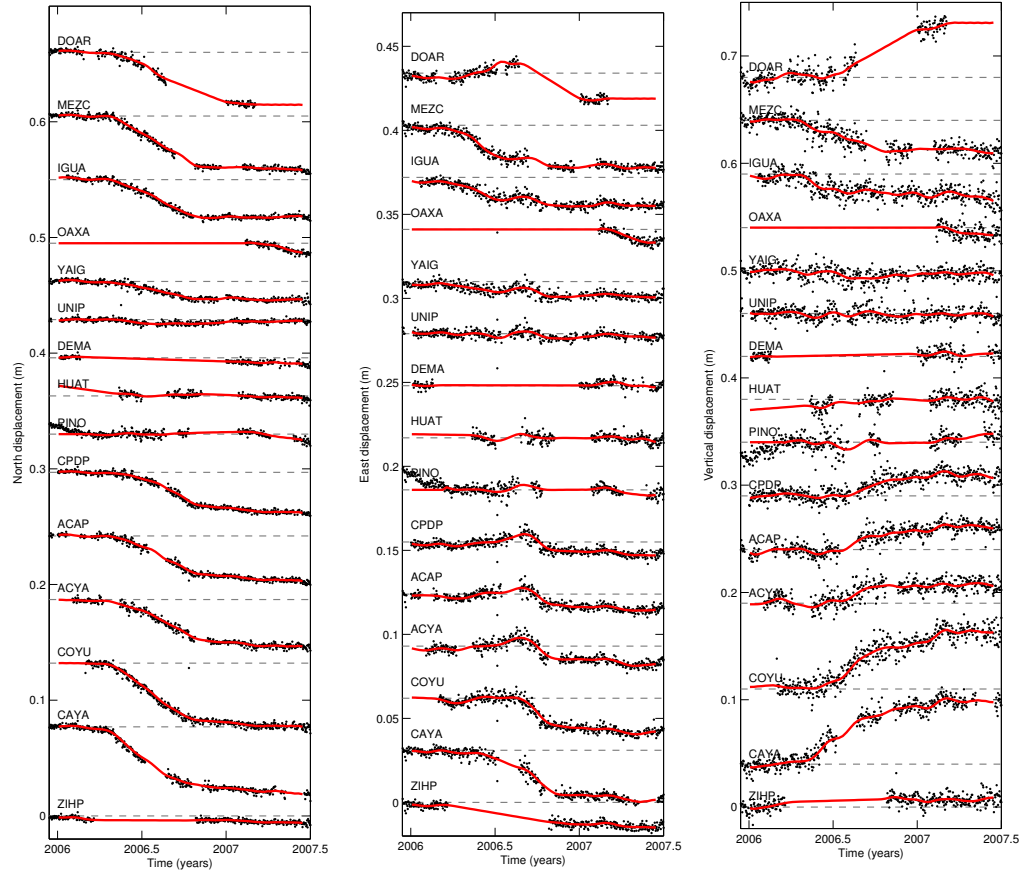 DOAR
MEZC
0.6
IGUA
OAXA
0.5
YAIG
UNIP
0.4
DEMA
HUAT
PINO
0.3
CPDP
ACAP
0.2
ACYA
COYU
0.1
CAYA
ZIHP
0
North displacement (m)
2006
2006.5
2007
2007.5
Time (years)
0.45
DOAR
0.4
MEZC
IGUA
0.35
OAXA
0.3
YAIG
UNIP
0.25
DEMA
HUAT
0.2
PINO
0.15
CPDP
ACAP
0.1
ACYA
COYU
0.05
CAYA
ZIHP
0
East displacement (m)
2006
2006.5
2007
2007.5
Time (years)
0.7
DOAR
MEZC
0.6
IGUA
OAXA
0.5
YAIG
UNIP
0.4
DEMA
HUAT
PINO
0.3
CPDP
ACAP
0.2
ACYA
COYU
0.1
CAYA
ZIHP
0
Vertical displacement (m)
2006
2006.5
2007
2007.5
Time (years)